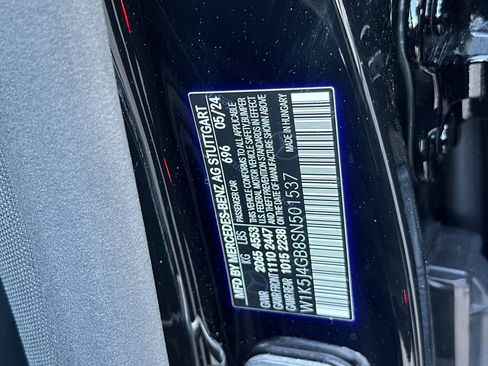 MFD BY MERCEDES-BENZ AG STUTTGART
696 05/24
PASSENGER CAR
KG LBS
GVWR 2065 4553
GAWR FRONT 1110 2447
GAWR REAR 1015 2238
THIS VEHICLE CONFORMS TO ALL APPLICABLE
U.S. FEDERAL MOTOR VEHICLE SAFETY, BUMPER
AND THEFT PREVENTION STANDARDS IN EFFECT
ON THE DATE OF MANUFACTURE SHOWN ABOVE
MADE IN HUNGARY
W1K5J4GB8SN501537